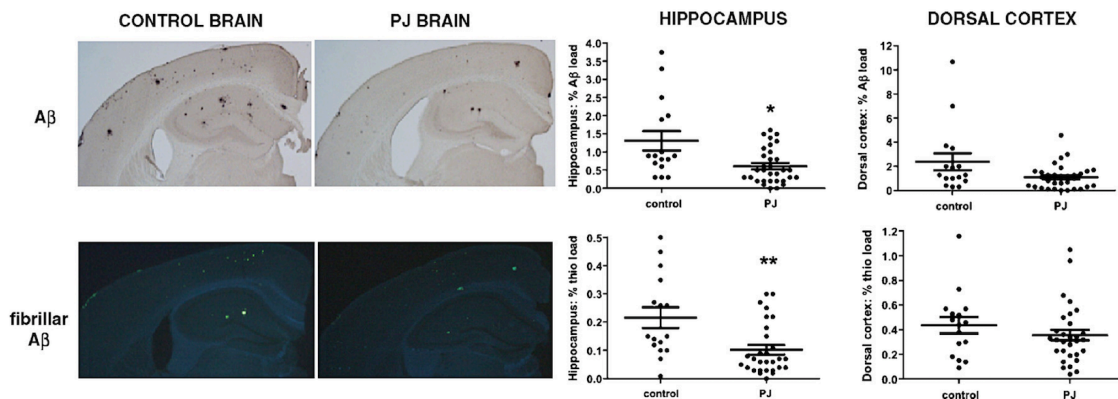 CONTROL BRAIN PJ BRAIN HIPPOCAMPUS DORSAL CORTEX
Aβ
Hippocampus: % Aβ load
4.0
3.5
3.0
2.5
2.0
1.5
1.0
0.5
0.0
*
control PJ
Dorsal cortex: % Aβ load
12
10
8
6
4
2
0
control PJ
fibrillar
Aβ
Hippocampus: % thio load
0.5
0.4
0.3
0.2
0.1
0.0
**
control PJ
Dorsal cortex: % thio load
1.2
1.0
0.8
0.6
0.4
0.2
0.0
control PJ